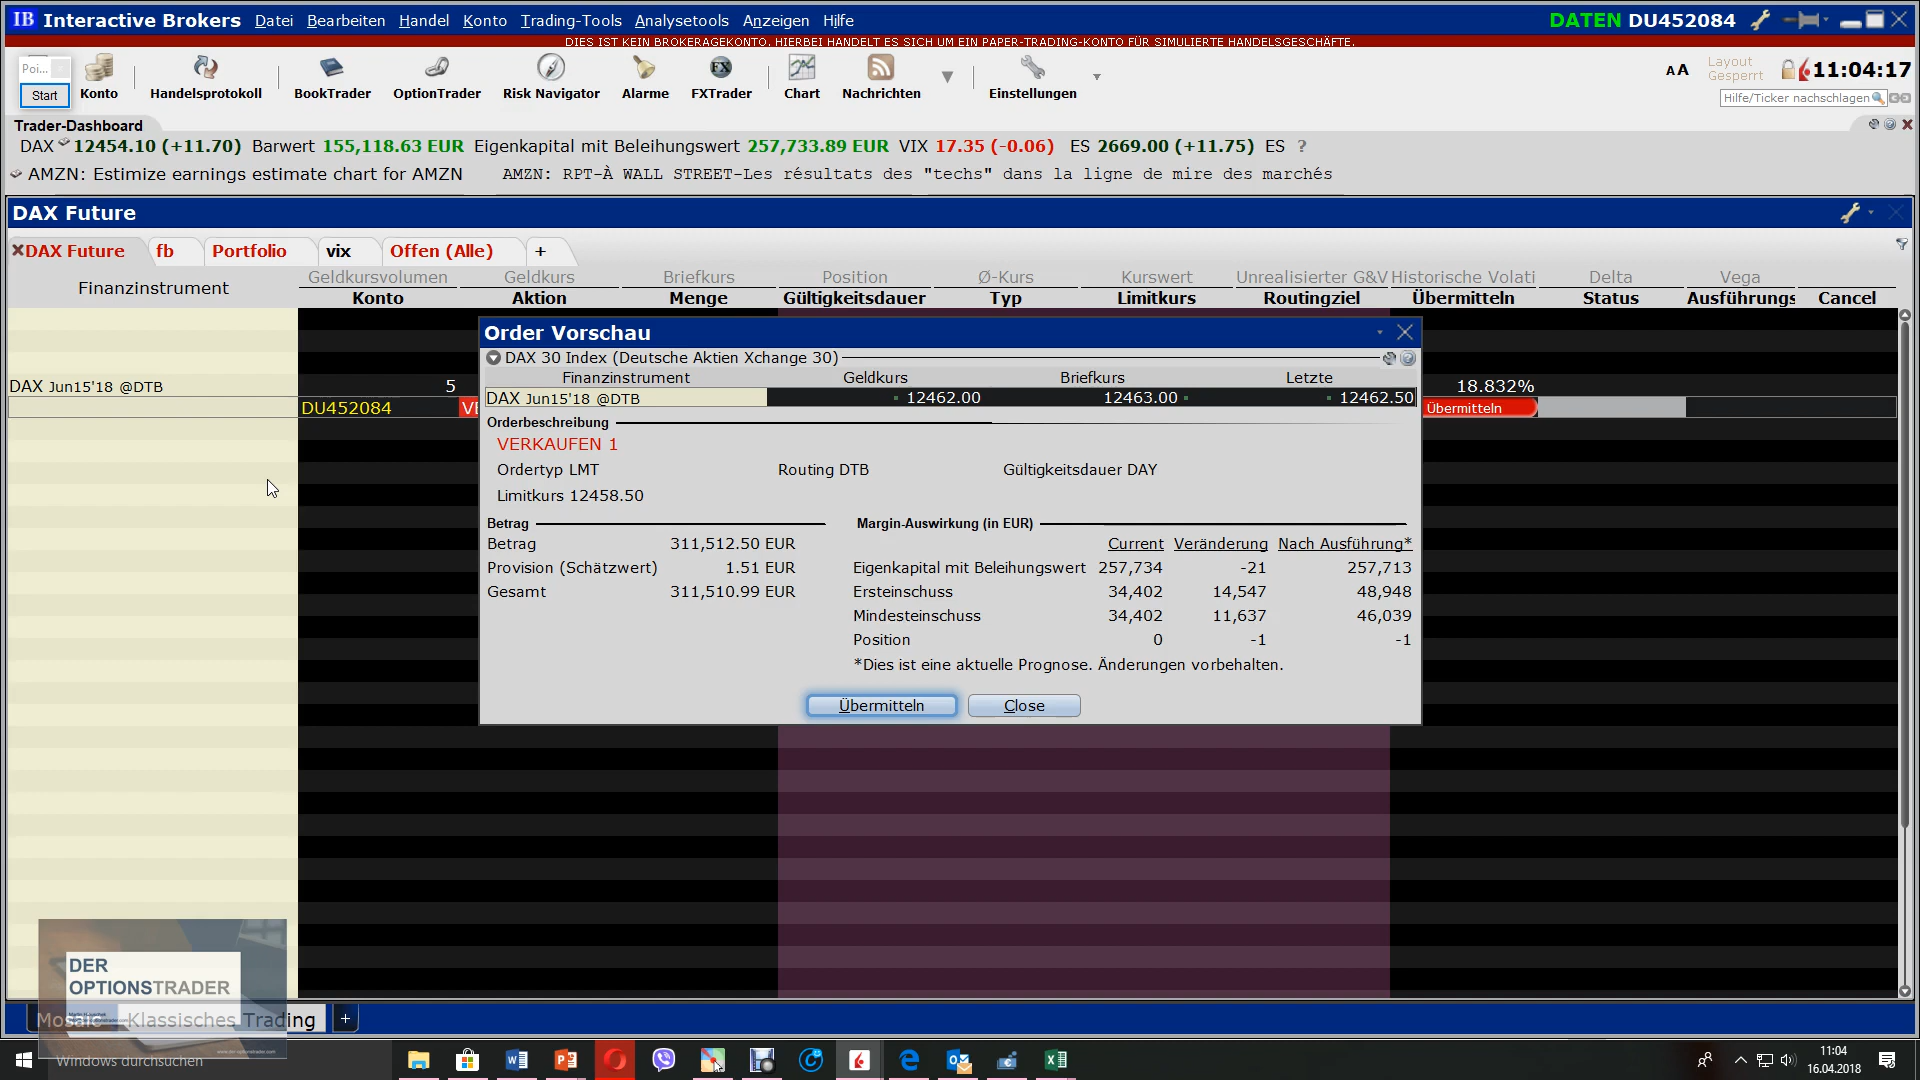 IB Interactive Brokers Datei Bearbeiten Handel Konto Trading-Tools Analysetools Anzeigen Hilfe DATEN DU452084
DIES IST KEIN BROKERAGEKONTO. HIERBEI HANDELT ES SICH UM EIN PAPER-TRADING-KONTO FÜR SIMULIERTE HANDELSGESCHÄFTE.
Poi...
Start
Konto Handelsprotokoll BookTrader OptionTrader Risk Navigator Alarme FXTrader Chart Nachrichten Einstellungen
FX
A A Layout Gesperrt 11:04:17
Hilfe/Ticker nachschlagen
Trader-Dashboard
DAX 12454.10 (+11.70) Barwert 155,118.63 EUR Eigenkapital mit Beleihungswert 257,733.89 EUR VIX 17.35 (-0.06) ES 2669.00 (+11.75) ES ?
AMZN: Estimize earnings estimate chart for AMZN AMZN: RPT-À WALL STREET-Les résultats des "techs" dans la ligne de mire des marchés
DAX Future
DAX Future fb Portfolio vix Offen (Alle) +
Finanzinstrument
Geldkursvolumen Geldkurs Briefkurs Position Ø-Kurs Kurswert Unrealisierter G&V Historische Volati Delta Vega
Konto Aktion Menge Gültigkeitsdauer Typ Limitkurs Routingziel Übermitteln Status Ausführungs Cancel
DAX Jun15'18 @DTB 5 18.832%
DU452084 VE Übermitteln
Order Vorschau
DAX 30 Index (Deutsche Aktien Xchange 30)
Finanzinstrument Geldkurs Briefkurs Letzte
DAX Jun15'18 @DTB 12462.00 12463.00 12462.50
Orderbeschreibung
VERKAUFEN 1
Ordertyp LMT Routing DTB Gültigkeitsdauer DAY
Limitkurs 12458.50
Betrag
Betrag 311,512.50 EUR
Provision (Schätzwert) 1.51 EUR
Gesamt 311,510.99 EUR
Margin-Auswirkung (in EUR)
Current Veränderung Nach Ausführung*
Eigenkapital mit Beleihungswert 257,734 -21 257,713
Ersteinschuss 34,402 14,547 48,948
Mindesteinschuss 34,402 11,637 46,039
Position 0 -1 -1
*Dies ist eine aktuelle Prognose. Änderungen vorbehalten.
Übermitteln Close
DER
OPTIONSTRADER
Mosaic Klassisches Trading +
Windows durchsuchen
11:04
16.04.2018